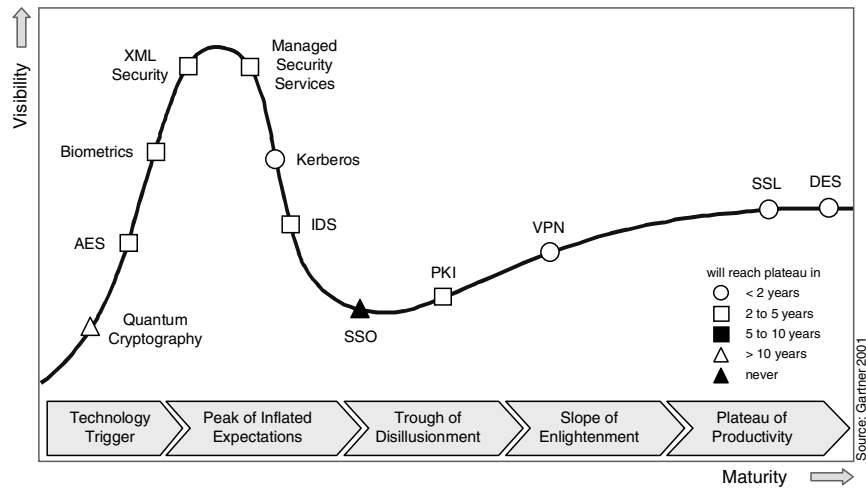 Visibility
XML
Security
Managed
Security
Services
Biometrics
Kerberos
AES
IDS
Quantum
Cryptography
SSO
PKI
VPN
SSL
DES
will reach plateau in
< 2 years
2 to 5 years
5 to 10 years
> 10 years
never
Technology
Trigger
Peak of Inflated
Expectations
Trough of
Disillusionment
Slope of
Enlightenment
Plateau of
Productivity
Maturity
Source: Gartner 2001